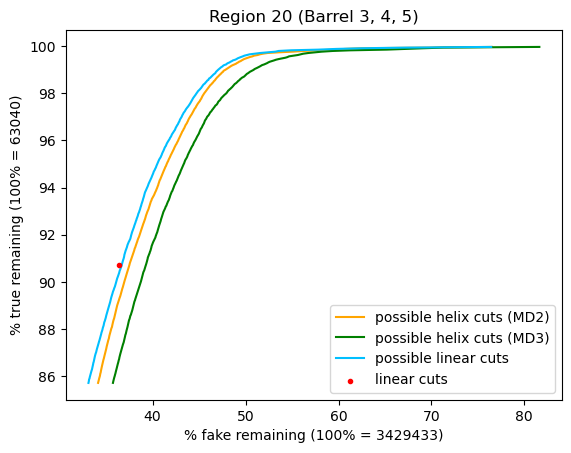 Region 20 (Barrel 3, 4, 5)
% true remaining (100% = 63040)
100
98
96
94
92
90
88
86
possible helix cuts (MD2)
possible helix cuts (MD3)
possible linear cuts
linear cuts
40 50 60 70 80
% fake remaining (100% = 3429433)